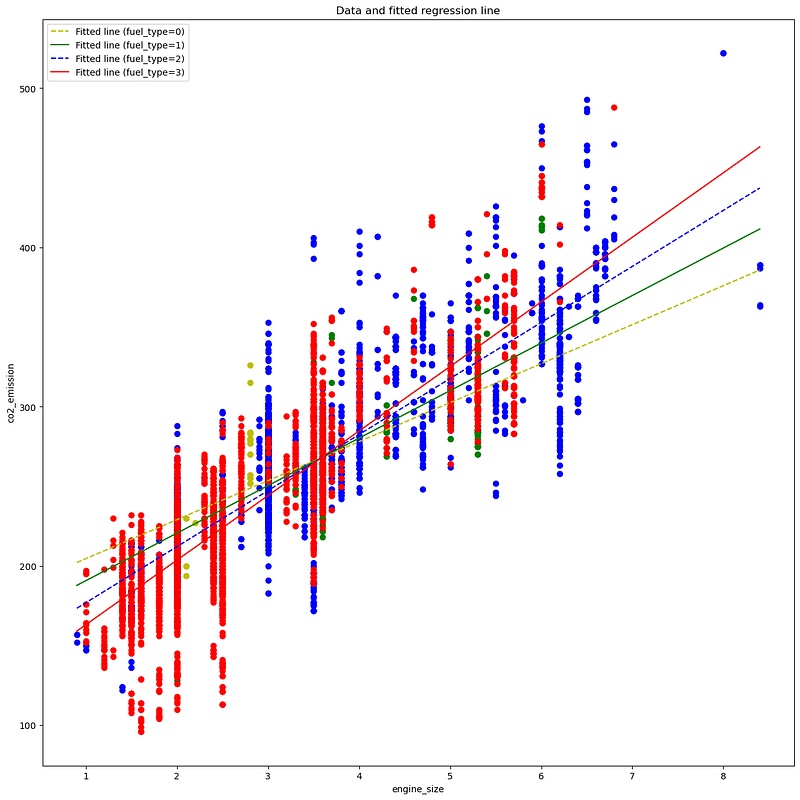 Data and fitted regression line
Fitted line (fuel_type=0)
Fitted line (fuel_type=1)
Fitted line (fuel_type=2)
Fitted line (fuel_type=3)
500
400
300
200
100
co2_emission
1 2 3 4 5 6 7 8
engine_size